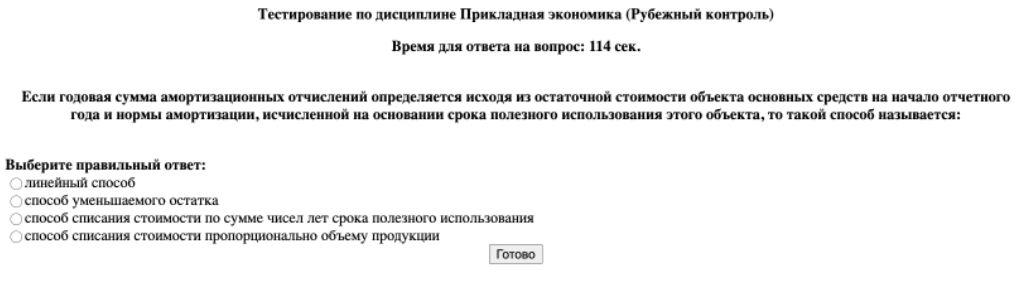 Тестирование по дисциплине Прикладная экономика (Рубежный контроль)
Время для ответа на вопрос: 114 сек.
Если годовая сумма амортизационных отчислений определяется исходя из остаточной стоимости объекта основных средств на начало отчетного
года и нормы амортизации, исчисленной на основании срока полезного использования этого объекта, то такой способ называется:
Выберите правильный ответ:
линейный способ
способ уменьшаемого остатка
способ списания стоимости по сумме чисел лет срока полезного использования
способ списания стоимости пропорционально объему продукции
Готово